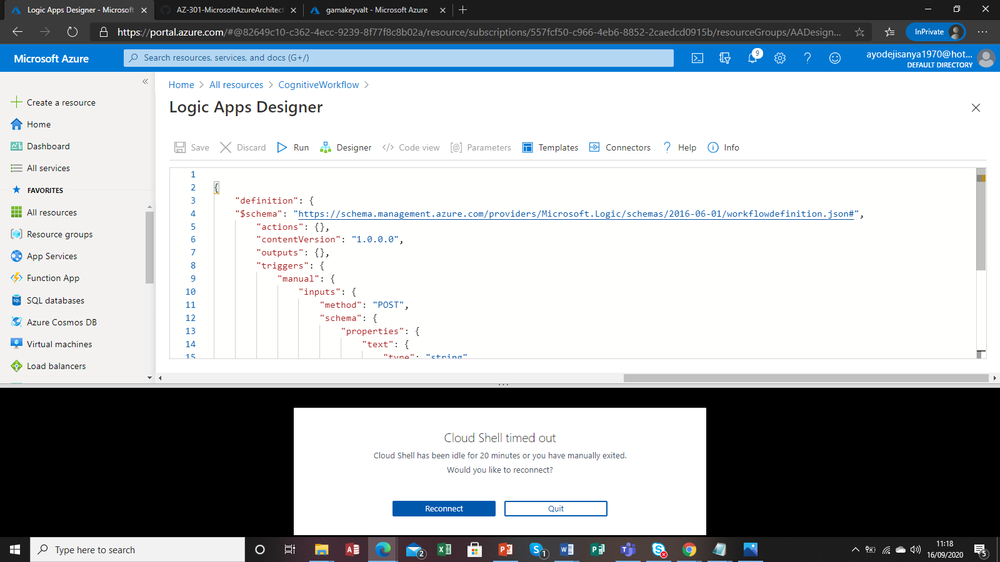 Logic Apps Designer - Microsoft
AZ-301-MicrosoftAzureArchitect
gamakeyvalt - Microsoft Azure
https://portal.azure.com/#@82649c10-c362-4ecc-9239-8f77f8c8b02a/resource/subscriptions/557fcf50-c966-4eb6-8852-2caedcd0915b/resourceGroups/AADesign...
InPrivate
Microsoft Azure
Search resources, services, and docs (G+/)
9
ayodejisanya1970@hot...
DEFAULT DIRECTORY
Create a resource
Home
Dashboard
All services
FAVORITES
All resources
Resource groups
App Services
Function App
SQL databases
Azure Cosmos DB
Virtual machines
Load balancers
Home > All resources > CognitiveWorkflow >
Logic Apps Designer
Save Discard Run Designer </> Code view [@] Parameters Templates Connectors ? Help Info
1
2 {
3 "definition": {
4 "$schema": "https://schema.management.azure.com/providers/Microsoft.Logic/schemas/2016-06-01/workflowdefinition.json#",
5 "actions": {},
6 "contentVersion": "1.0.0.0",
7 "outputs": {},
8 "triggers": {
9 "manual": {
10 "inputs": {
11 "method": "POST",
12 "schema": {
13 "properties": {
14 "text": {
15 "type": "string"
Cloud Shell timed out
Cloud Shell has been idle for 20 minutes or you have manually exited.
Would you like to reconnect?
Reconnect
Quit
Type here to search
2
1
11:18
16/09/2020
5